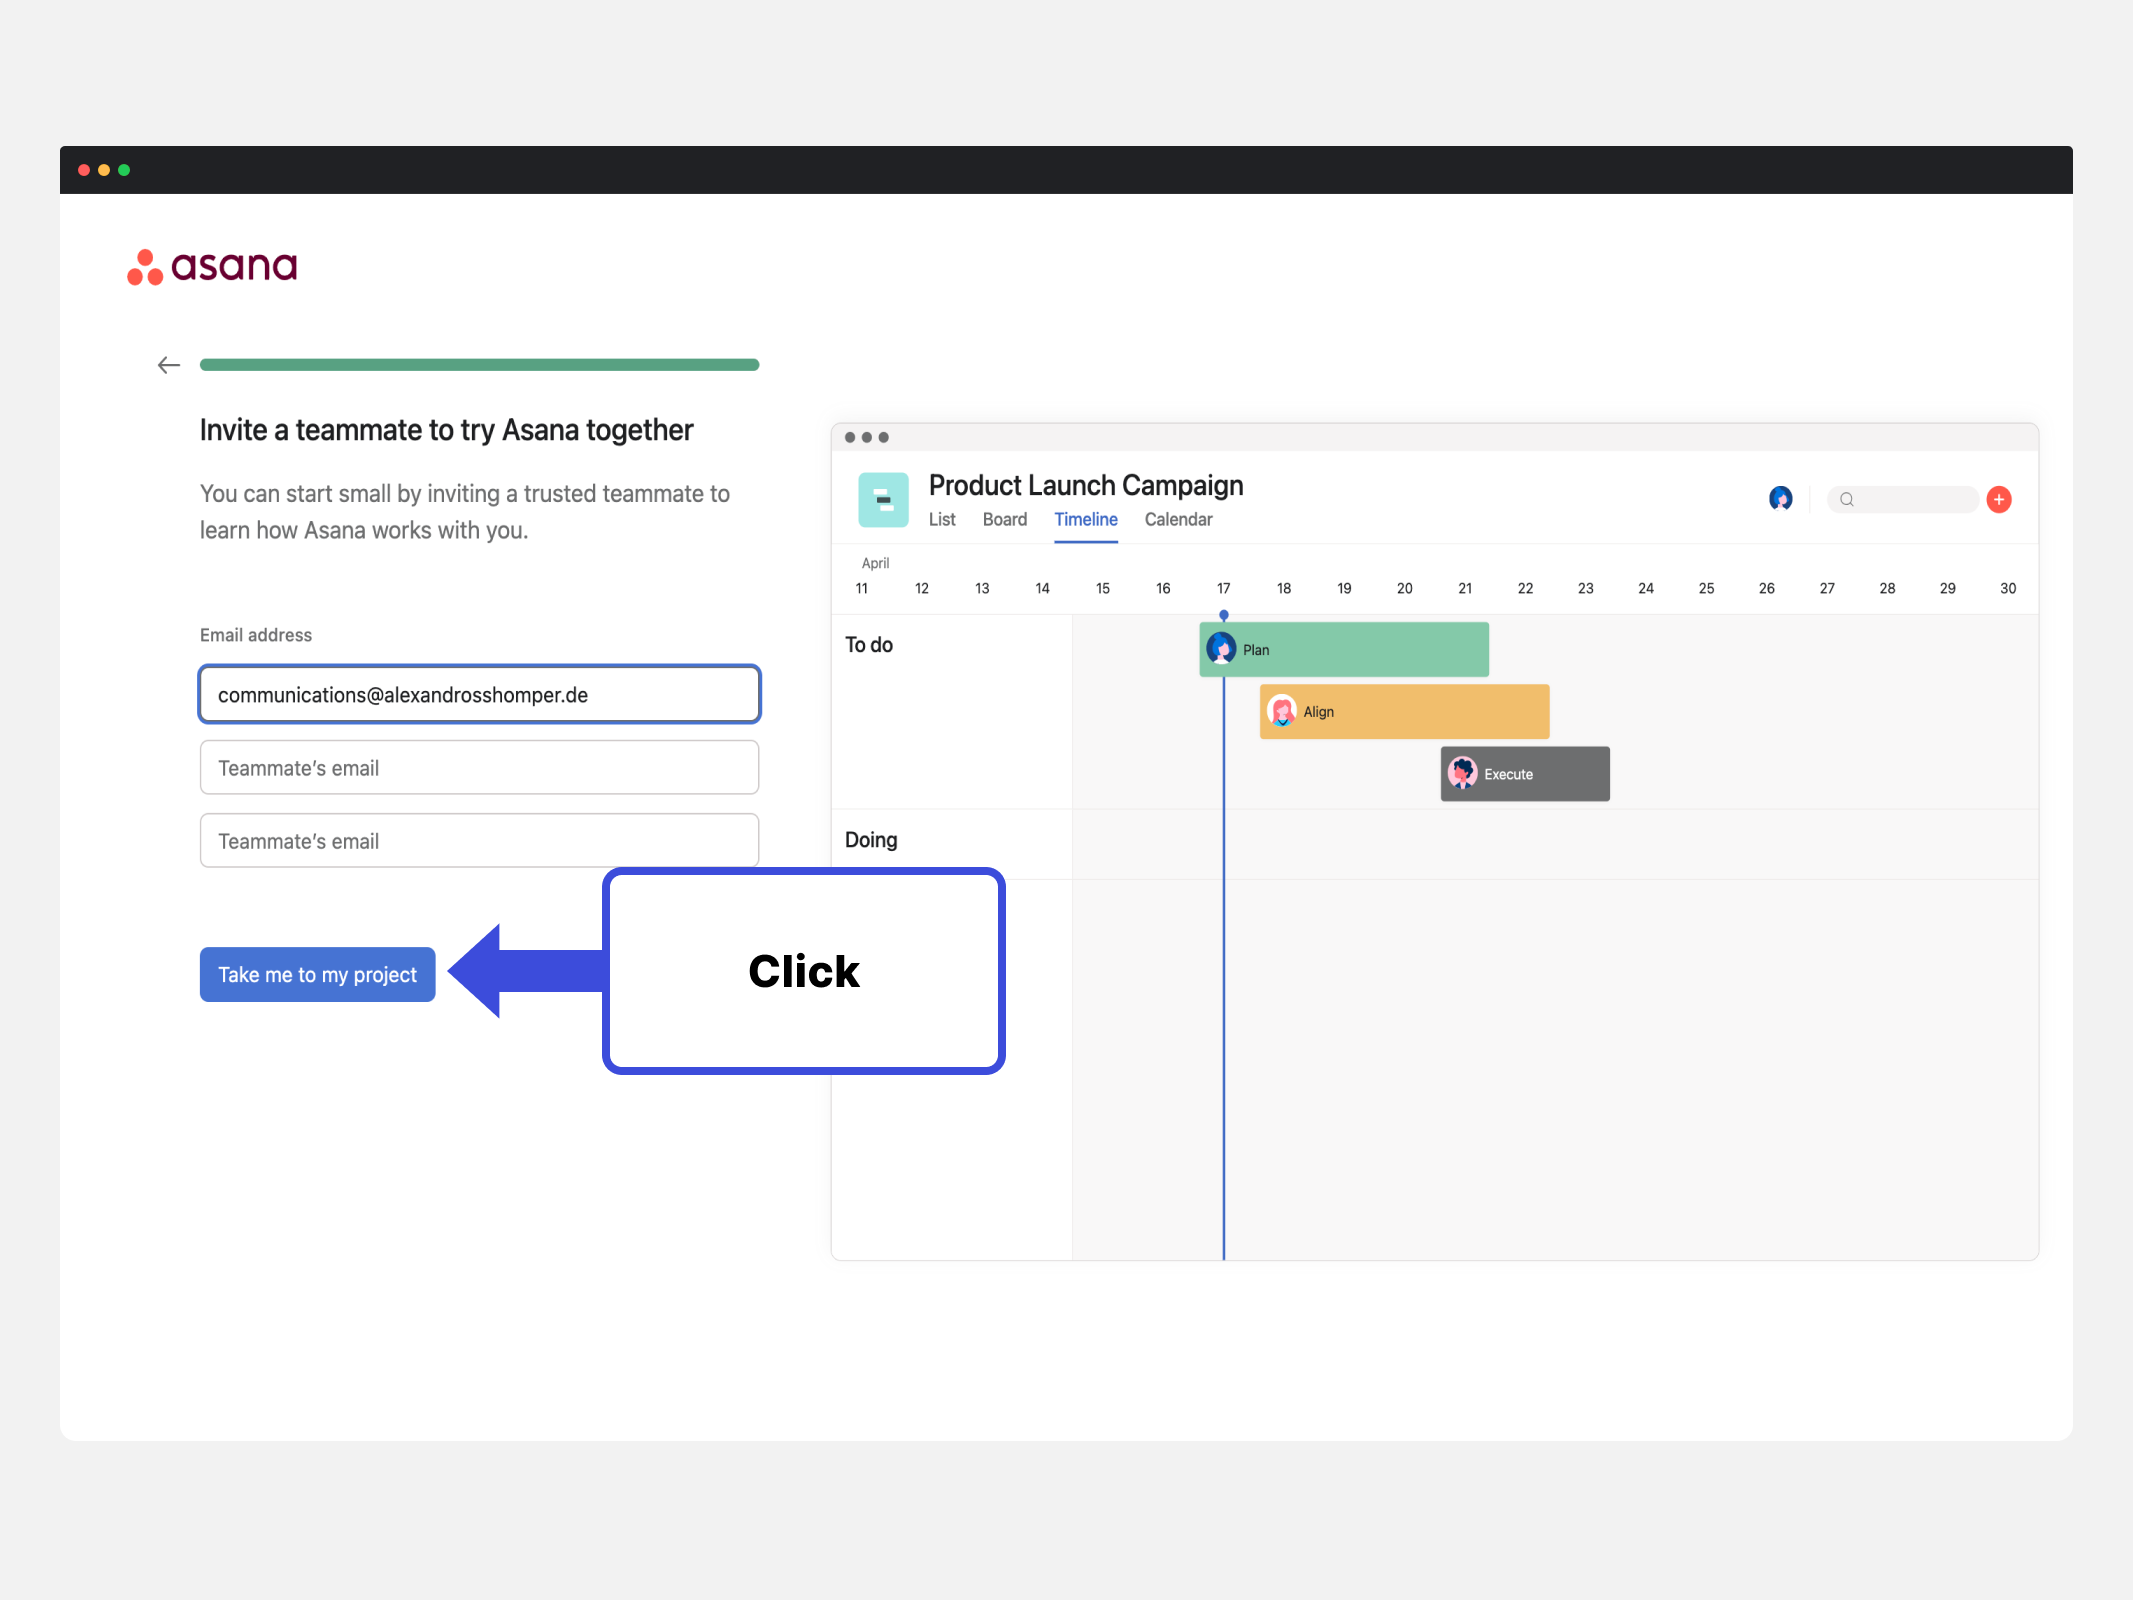 asana
Invite a teammate to try Asana together
You can start small by inviting a trusted teammate to
learn how Asana works with you.
Email address
communications@alexandrosshomper.de
Teammate’s email
Teammate’s email
Take me to my project
Click
Product Launch Campaign
List Board Timeline Calendar
April
11 12 13 14 15 16 17 18 19 20 21 22 23 24 25 26 27 28 29 30
To do
Plan
Align
Execute
Doing